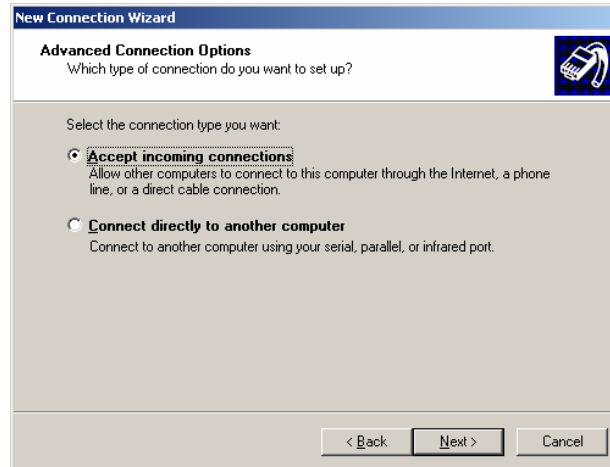 New Connection Wizard
Advanced Connection Options
Which type of connection do you want to set up?
Select the connection type you want:
Accept incoming connections
Allow other computers to connect to this computer through the Internet, a phone
line, or a direct cable connection.
Connect directly to another computer
Connect to another computer using your serial, parallel, or infrared port.
< Back
Next >
Cancel